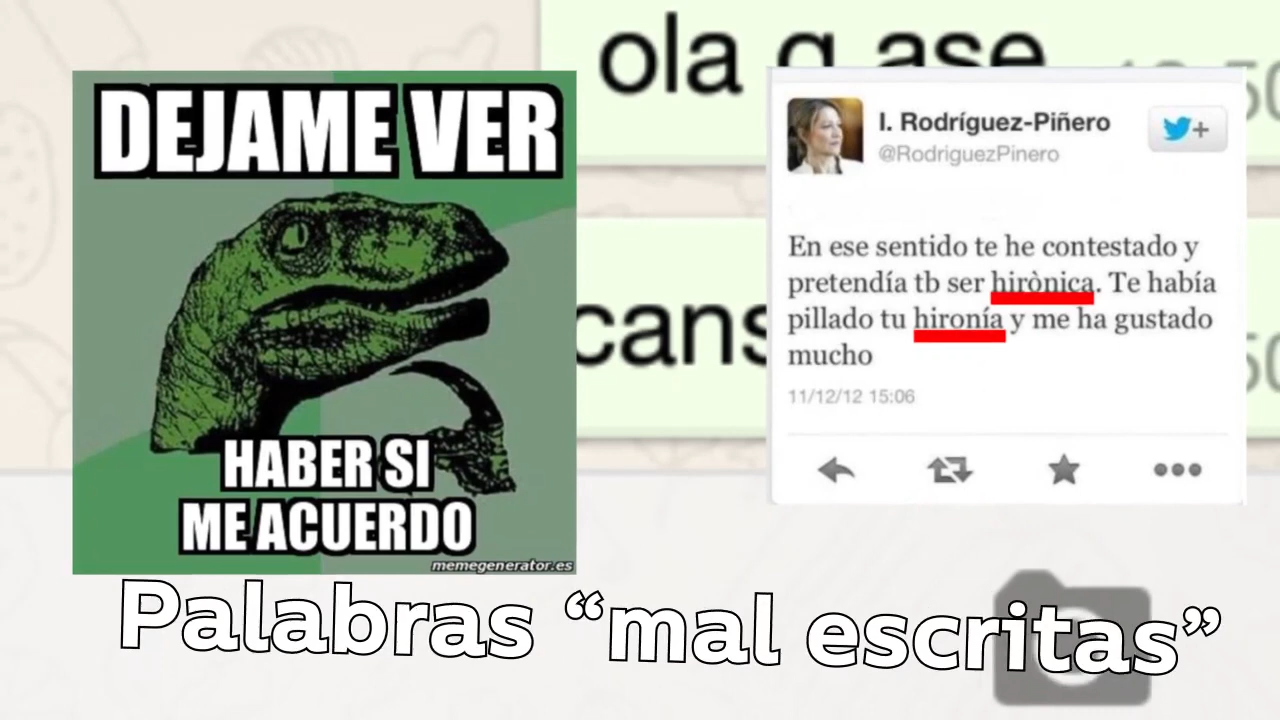 ola q ase
DEJAME VER
HABER SI
ME ACUERDO
memegenerator.es
I. Rodríguez-Piñero
@RodriguezPinero
En ese sentido te he contestado y
pretendía tb ser hirònica. Te había
pillado tu hironía y me ha gustado
mucho
11/12/12 15:06
cans
Palabras “mal escritas”